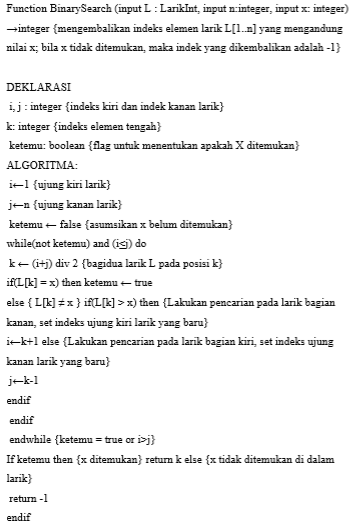 Function BinarySearch (input L : LarikInt, input n:integer, input x: integer)
→integer {mengembalikan indeks elemen larik L[1..n] yang mengandung
nilai x; bila x tidak ditemukan, maka indek yang dikembalikan adalah -1}
DEKLARASI
i, j : integer {indeks kiri dan indek kanan larik}
k: integer {indeks elemen tengah}
ketemu: boolean {flag untuk menentukan apakah X ditemukan}
ALGORITMA:
i←1 {ujung kiri larik}
j←n {ujung kanan larik}
ketemu ← false {asumsikan x belum ditemukan}
while(not ketemu) and (i≤j) do
k ← (i+j) div 2 {bagidua larik L pada posisi k}
if(L[k] = x) then ketemu ← true
else { L[k] ≠ x } if(L[k] > x) then {Lakukan pencarian pada larik bagian
kanan, set indeks ujung kiri larik yang baru}
i←k+1 else {Lakukan pencarian pada larik bagian kiri, set indeks ujung
kanan larik yang baru}
j←k-1
endif
endif
endwhile {ketemu = true or i>j}
If ketemu then {x ditemukan} return k else {x tidak ditemukan di dalam
larik}
return -1
endif